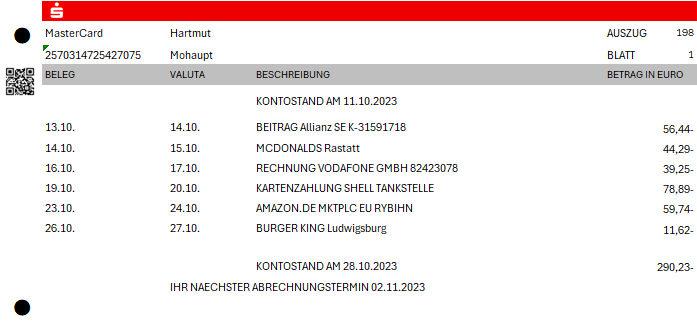 MasterCard Hartmut AUSZUG 198
2570314725427075 Mohaupt BLATT 1
BELEG VALUTA BESCHREIBUNG BETRAG IN EURO
KONTOSTAND AM 11.10.2023
13.10. 14.10. BEITRAG Allianz SE K-31591718 56,44-
14.10. 15.10. MCDONALDS Rastatt 44,29-
16.10. 17.10. RECHNUNG VODAFONE GMBH 82423078 39,25-
19.10. 20.10. KARTENZAHLUNG SHELL TANKSTELLE 78,89-
23.10. 24.10. AMAZON.DE MKTPLC EU RYBIHN 59,74-
26.10. 27.10. BURGER KING Ludwigsburg 11,62-
KONTOSTAND AM 28.10.2023 290,23-
IHR NAECHSTER ABRECHNUNGSTERMIN 02.11.2023